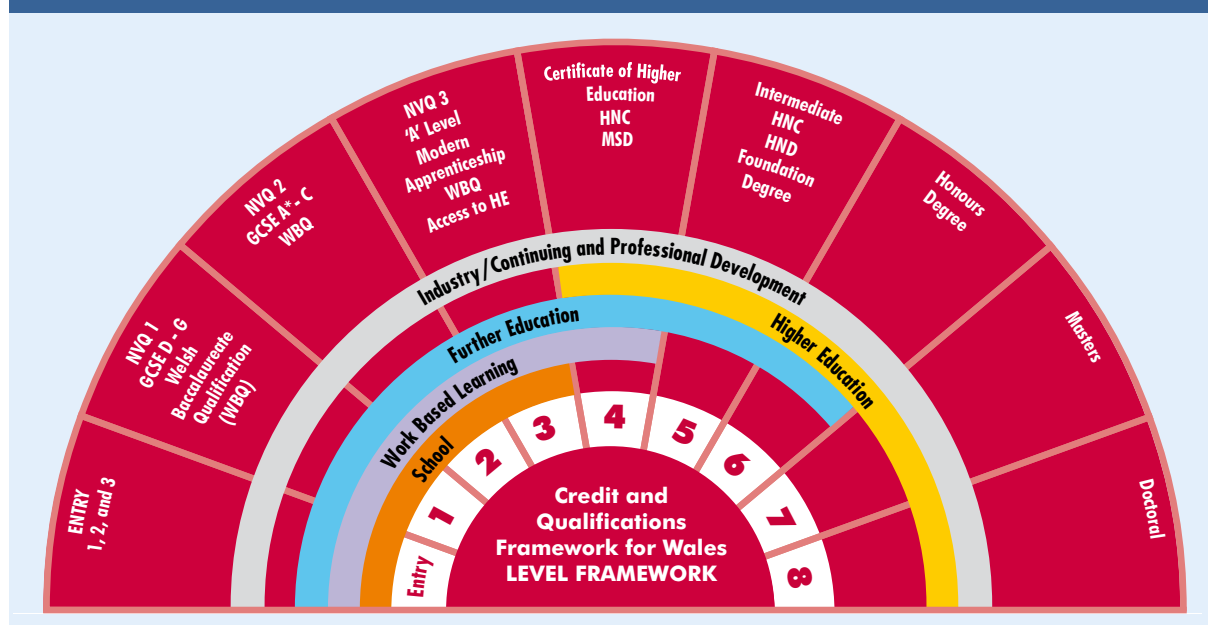 ENTRY
1, 2, and 3
NVQ 1
GCSE D - G
Welsh
Baccalaureate
Qualification
(WBQ)
NVQ 2
GCSE A* - C
WBQ
NVQ 3
‘A’ Level
Modern
Apprenticeship
WBQ
Access to HE
Certificate of Higher
Education
HNC
MSD
Intermediate
HNC
HND
Foundation
Degree
Honours
Degree
Masters
Doctoral
Industry/Continuing and Professional Development
Higher Education
Further Education
Work Based Learning
School
Entry
1
2
3
4
5
6
7
8
Credit and
Qualifications
Framework for Wales
LEVEL FRAMEWORK